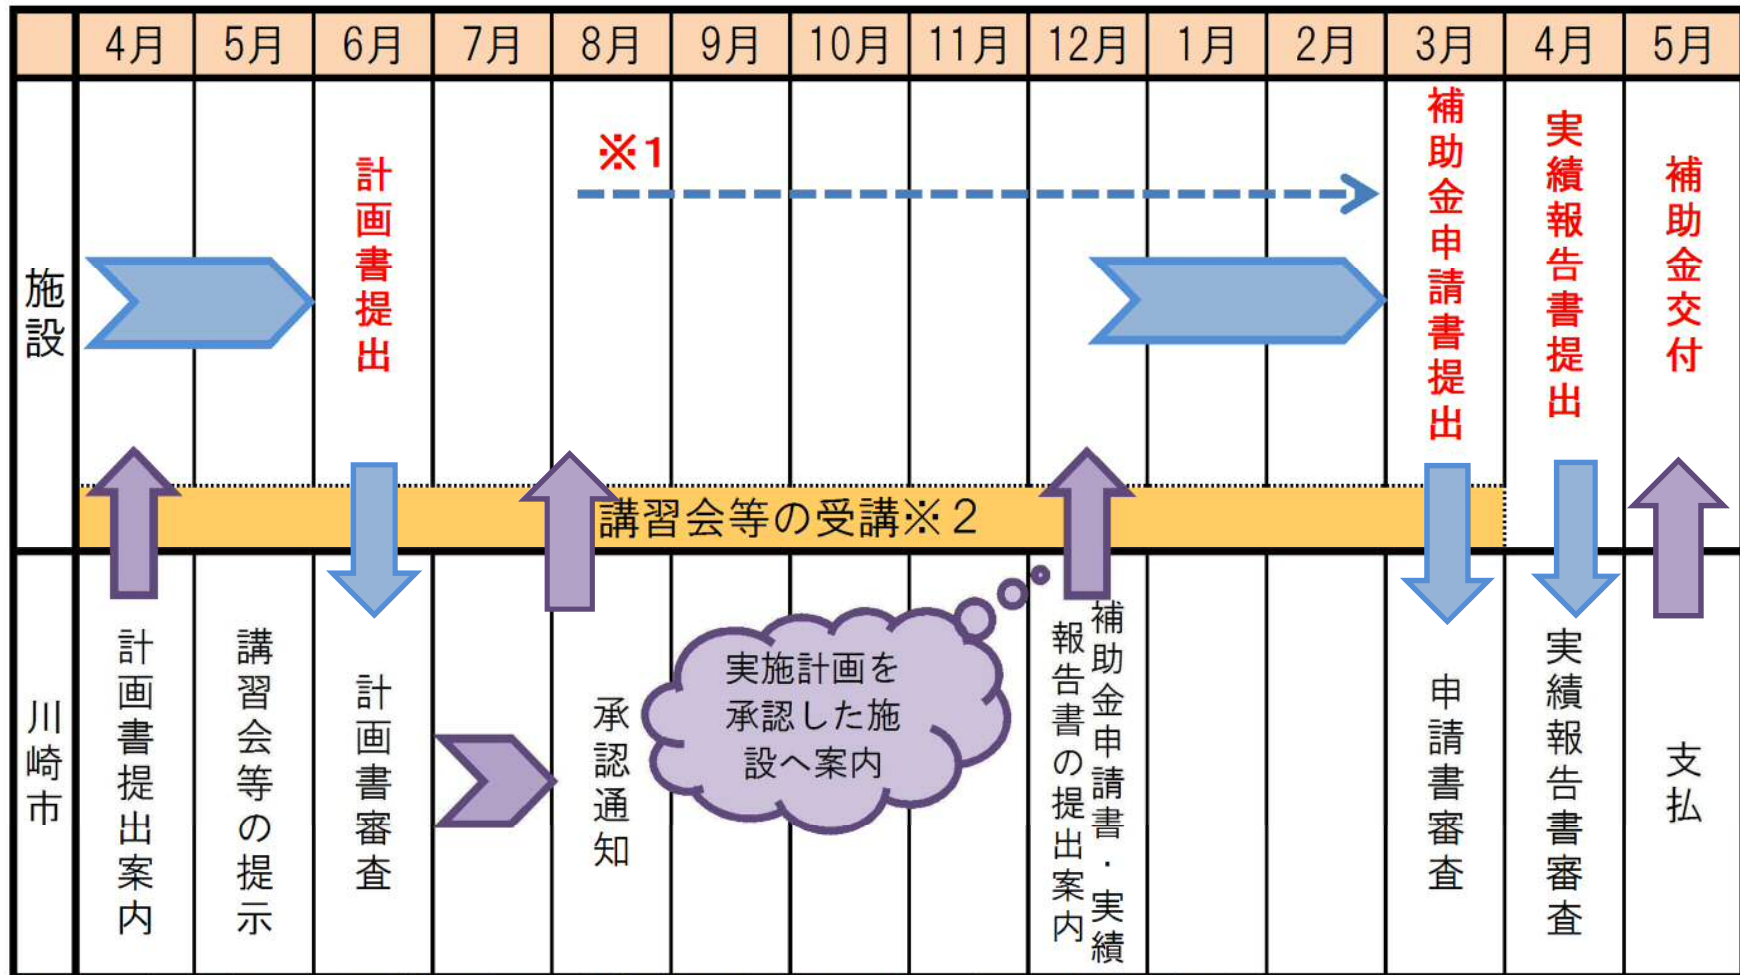 4月 5月 6月 7月 8月 9月 10月 11月 12月 1月 2月 3月 4月 5月
施設
計画書提出
※1
補助金申請書提出
実績報告書提出
補助金交付
講習会等の受講※2
川崎市
計画書提出案内
講習会等の提示
計画書審査
承認通知
実施計画を
承認した施
設へ案内
補助金申請書・実績
報告書の提出案内
申請書審査
実績報告書審査
支払